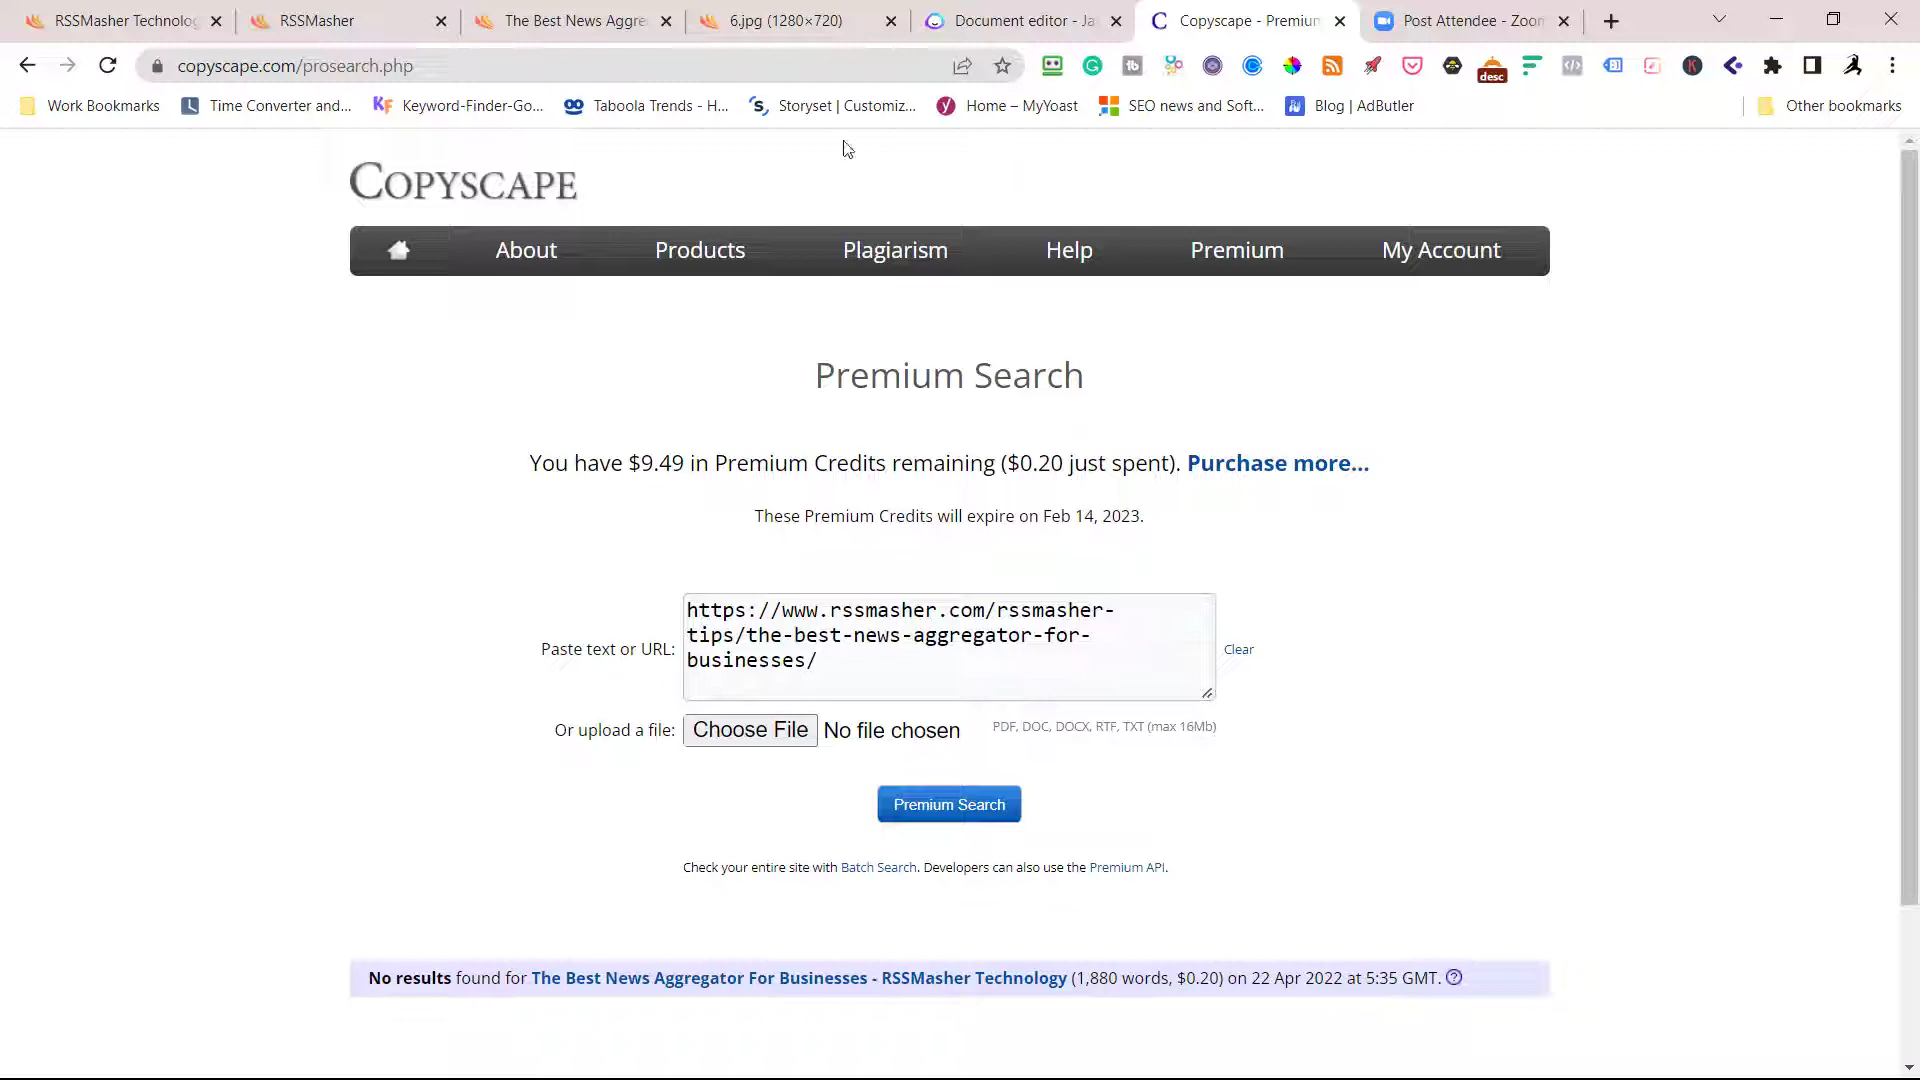 RSSMasher Technolog
RSSMasher
The Best News Aggre
6.jpg (1280×720)
Document editor - Ja
Copyscape - Premium
Post Attendee - Zoom
copyscape.com/prosearch.php
desc
Work Bookmarks
Time Converter and...
Keyword-Finder-Go...
Taboola Trends - H...
Storyset | Customiz...
Home – MyYoast
SEO news and Soft...
Blog | AdButler
Other bookmarks
COPYSCAPE
About
Products
Plagiarism
Help
Premium
My Account
Premium Search
You have $9.49 in Premium Credits remaining ($0.20 just spent). Purchase more...
These Premium Credits will expire on Feb 14, 2023.
Paste text or URL:
https://www.rssmasher.com/rssmasher-
tips/the-best-news-aggregator-for-
businesses/
Clear
Or upload a file:
Choose File No file chosen
PDF, DOC, DOCX, RTF, TXT (max 16Mb)
Premium Search
Check your entire site with Batch Search. Developers can also use the Premium API.
No results found for The Best News Aggregator For Businesses - RSSMasher Technology (1,880 words, $0.20) on 22 Apr 2022 at 5:35 GMT.